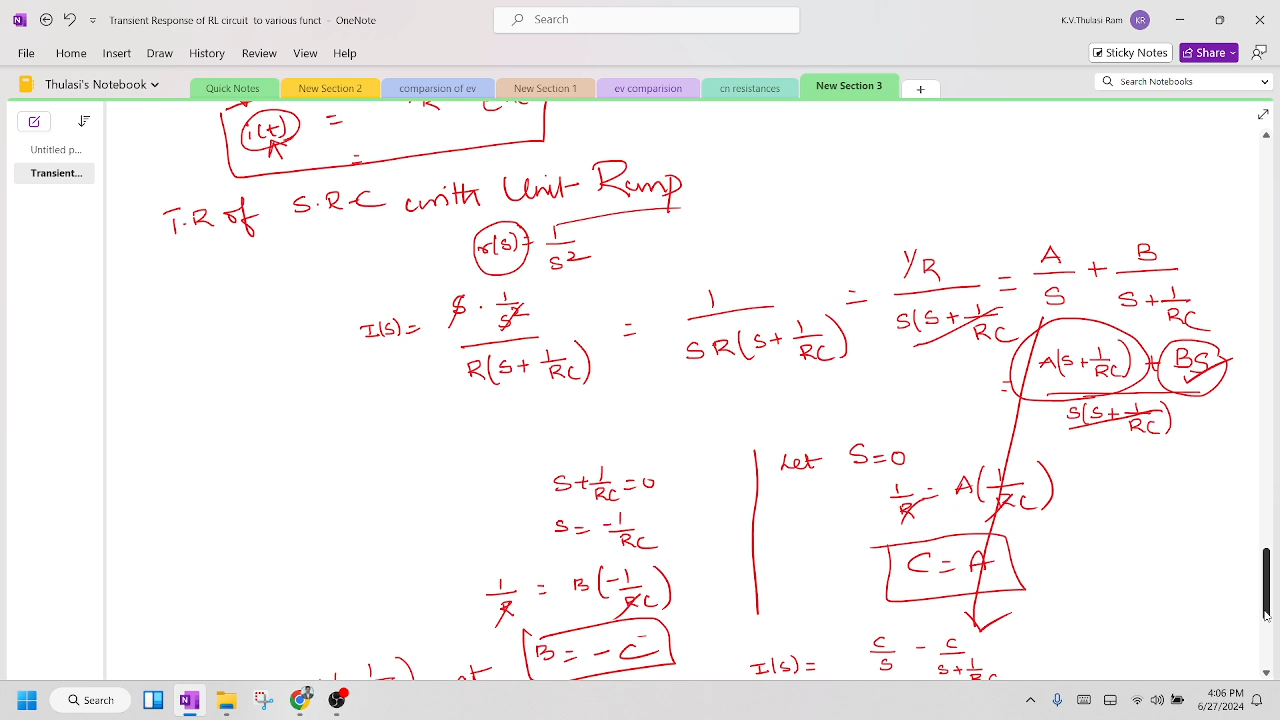 Transient Response of RL circuit to various funct - OneNote
Search
K.V.Thulasi Ram
KR
File Home Insert Draw History Review View Help
Sticky Notes
Share
Thulasi's Notebook
Quick Notes
New Section 2
comparsion of ev
New Section 1
ev comparision
cn resistances
New Section 3
+
Search Notebooks
Untitled p...
Transient...
i(t) =
=
T.R of S.R-C with Unit Ramp
r(s) = 1/s²
I(s) = (s · 1/s²) / (R(s + 1/RC)) = 1 / (SR(s + 1/RC)) = (1/R) / (s(s + 1/RC)) = A/s + B/(s + 1/RC)
= (A(s + 1/RC) + BS) / (s(s + 1/RC))
Let S=0
1/R = A(1/RC)
C = A
s + 1/RC = 0
s = -1/RC
1/R = B(-1/RC)
B = -C
I(s) = C/s - C/(s + 1/RC)
Search
4:06 PM
6/27/2024